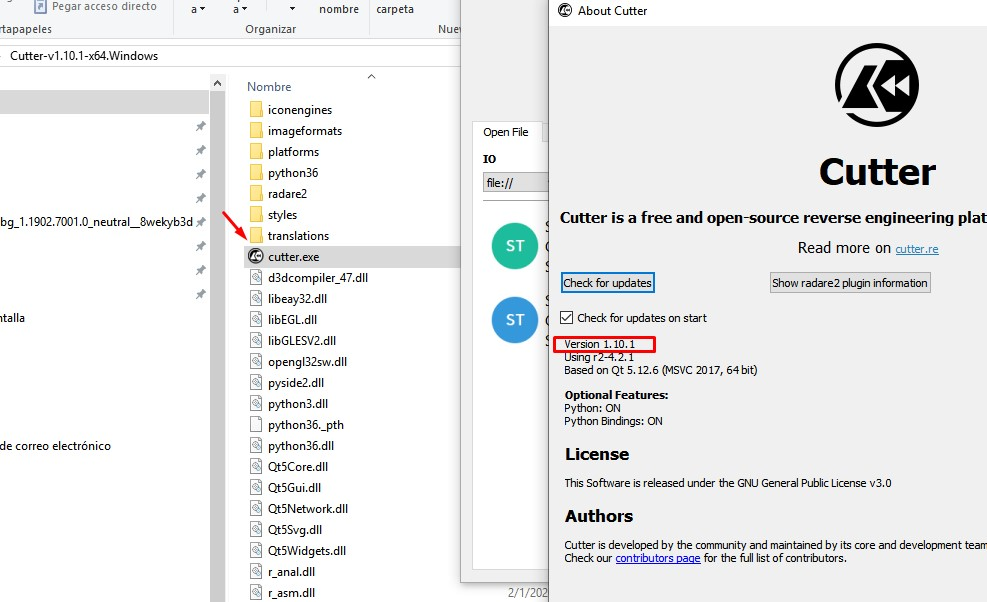 Pegar acceso directo
nombre
carpeta
rtapapeles
Organizar
Nue
Cutter-v1.10.1-x64.Windows
Nombre
iconengines
imageformats
platforms
python36
radare2
styles
translations
cutter.exe
d3dcompiler_47.dll
libeay32.dll
libEGL.dll
libGLESV2.dll
opengl32sw.dll
pyside2.dll
python3.dll
python36._pth
python36.dll
Qt5Core.dll
Qt5Gui.dll
Qt5Network.dll
Qt5Svg.dll
Qt5Widgets.dll
r_anal.dll
r_asm.dll
bg_1.1902.7001.0_neutral__8wekyb3d
ntalla
de correo electrónico
Open File
IO
file://
ST
ST
2/1/202
About Cutter
Cutter
Cutter is a free and open-source reverse engineering plat
Read more on cutter.re
Check for updates
Show radare2 plugin information
Check for updates on start
Version 1.10.1
Using r2-4.2.1
Based on Qt 5.12.6 (MSVC 2017, 64 bit)
Optional Features:
Python: ON
Python Bindings: ON
License
This Software is released under the GNU General Public License v3.0
Authors
Cutter is developed by the community and maintained by its core and development team
Check our contributors page for the full list of contributors.